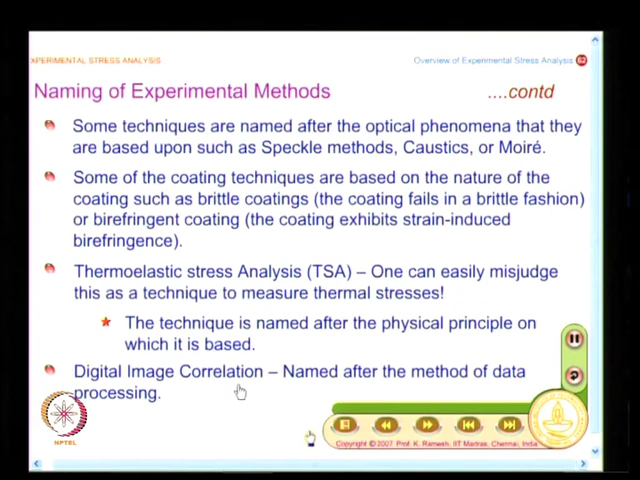 XPERIMENTAL STRESS ANALYSIS
Overview of Experimental Stress Analysis 62
Naming of Experimental Methods
....contd
Some techniques are named after the optical phenomena that they
are based upon such as Speckle methods, Caustics, or Moiré.
Some of the coating techniques are based on the nature of the
coating such as brittle coatings (the coating fails in a brittle fashion)
or birefringent coating (the coating exhibits strain-induced
birefringence).
Thermoelastic stress Analysis (TSA) – One can easily misjudge
this as a technique to measure thermal stresses!
The technique is named after the physical principle on
which it is based.
Digital Image Correlation – Named after the method of data
processing.
NPTEL
Copyright © 2007 Prof. K. Ramesh, IIT Madras, Chennai, India